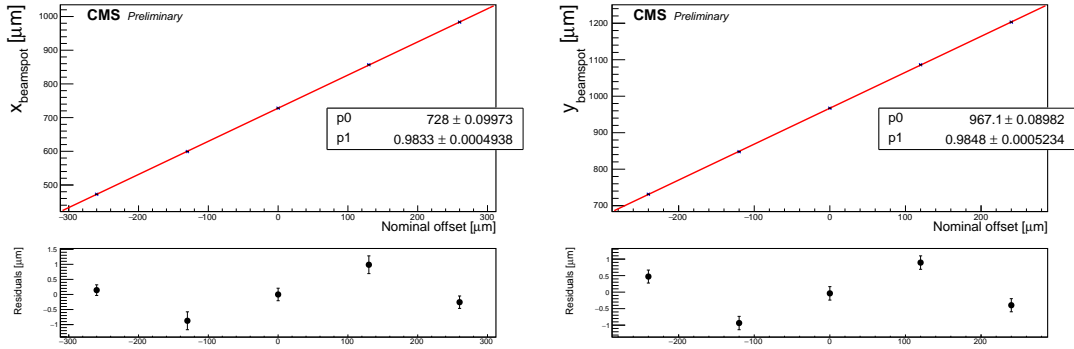 CMS Preliminary
x_beamspot [μm]
1000
900
800
700
600
500
p0 728 ± 0.09973
p1 0.9833 ± 0.0004938
−300 −200 −100 0 100 200 300
Nominal offset [μm]
Residuals [μm]
1.5
1
0.5
0
−0.5
−1
−300 −200 −100 0 100 200 300
CMS Preliminary
y_beamspot [μm]
1200
1100
1000
900
800
700
p0 967.1 ± 0.08982
p1 0.9848 ± 0.0005234
−200 −100 0 100 200
Nominal offset [μm]
Residuals [μm]
1
0.5
0
−0.5
−1
−200 −100 0 100 200